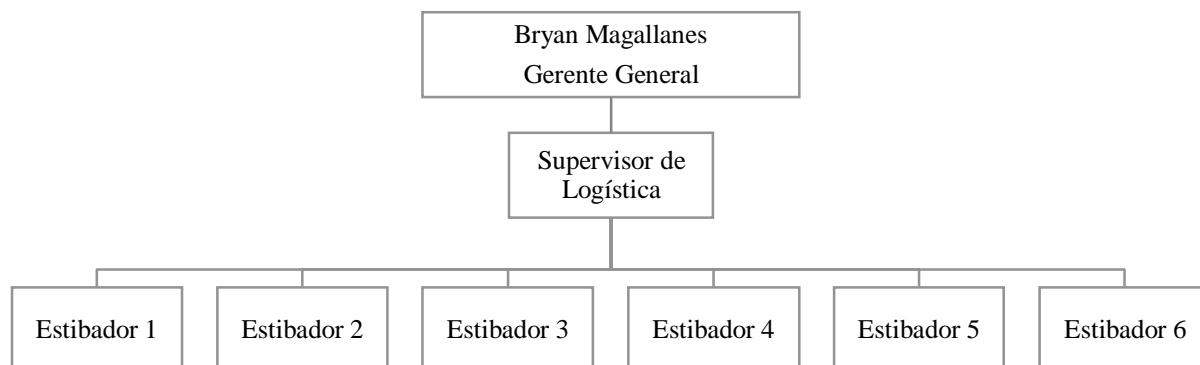 Bryan Magallanes
Gerente General
Supervisor de
Logística
Estibador 1
Estibador 2
Estibador 3
Estibador 4
Estibador 5
Estibador 6